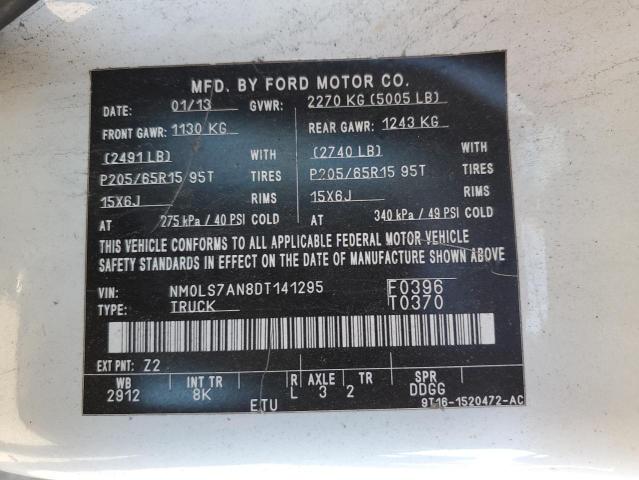 MFD. BY FORD MOTOR CO.
DATE: 01/13 GVWR: 2270 KG (5005 LB)
FRONT GAWR: 1130 KG REAR GAWR: 1243 KG
(2491 LB) WITH (2740 LB) WITH
P205/65R15 95T TIRES P205/65R15 95T TIRES
15X6J RIMS 15X6J RIMS
AT 275 kPa / 40 PSI COLD AT 340 kPa / 49 PSI COLD
THIS VEHICLE CONFORMS TO ALL APPLICABLE FEDERAL MOTOR VEHICLE
SAFETY STANDARDS IN EFFECT ON THE DATE OF MANUFACTURE SHOWN ABOVE
VIN: NM0LS7AN8DT141295 F0396
TYPE: TRUCK T0370
EXT PNT: Z2
WB INT TR R AXLE TR SPR
2912 8K L 3 2 DDGG
ETU 9T16-1520472-AC